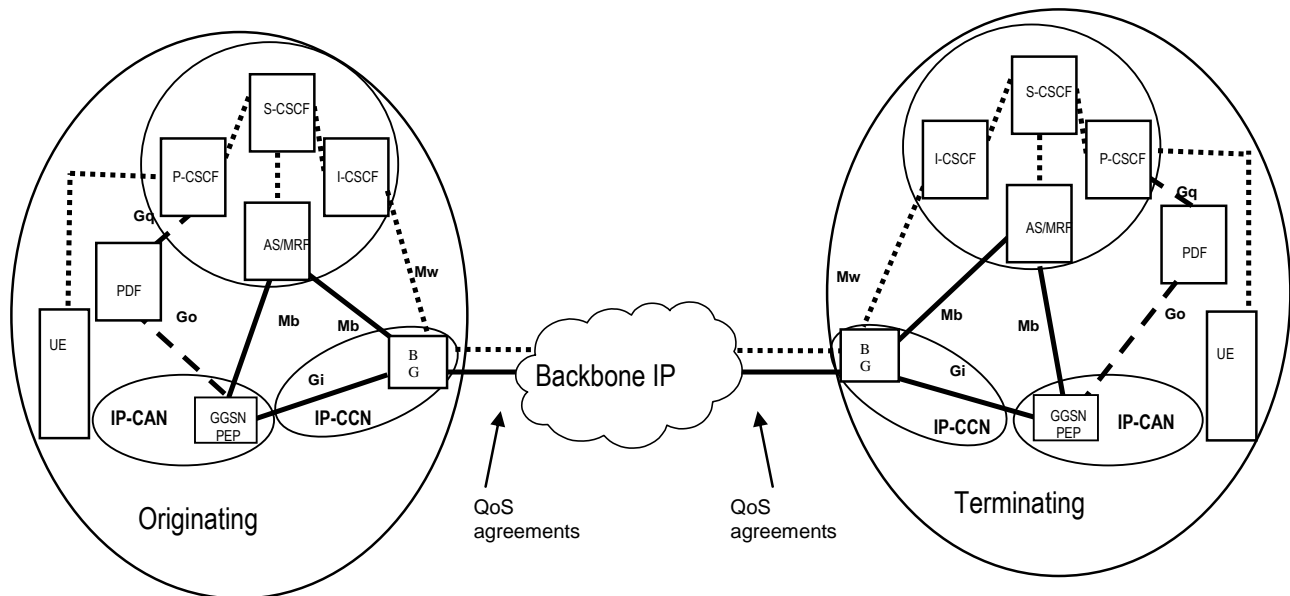 S-CSCF
P-CSCF
I-CSCF
Gq
AS/MRF
PDF
Mw
Go
Mb
Mb
UE
B
G
Gi
IP-CAN
GGSN
PEP
IP-CCN
Originating
QoS
agreements
Backbone IP
S-CSCF
I-CSCF
P-CSCF
Gq
AS/MRF
PDF
Mw
Mb
Mb
Go
B
G
Gi
UE
IP-CCN
GGSN
PEP
IP-CAN
Terminating
QoS
agreements